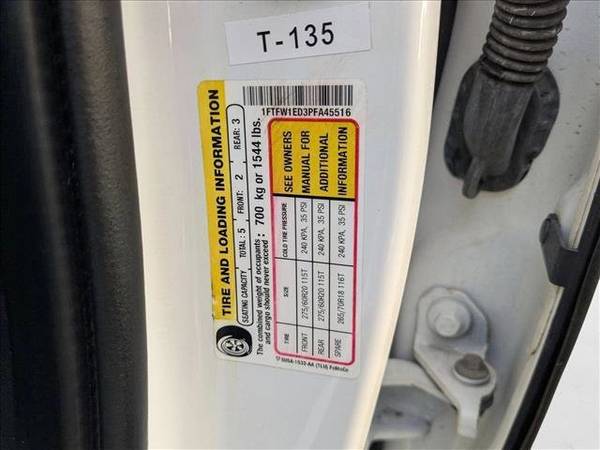 T-135
1FTFW1ED3PFA45516
TIRE AND LOADING INFORMATION
SEATING CAPACITY TOTAL: 5 FRONT: 2 REAR: 3
The combined weight of occupants and cargo should never exceed: 700 kg or 1544 lbs.
TIRE SIZE COLD TIRE PRESSURE SEE OWNERS
FRONT 275/60R20 115T 240 KPA, 35 PSI MANUAL FOR
REAR 275/60R20 115T 240 KPA, 35 PSI ADDITIONAL
SPARE 265/70R18 116T 240 KPA, 35 PSI INFORMATION
(TLU) FoMoCo